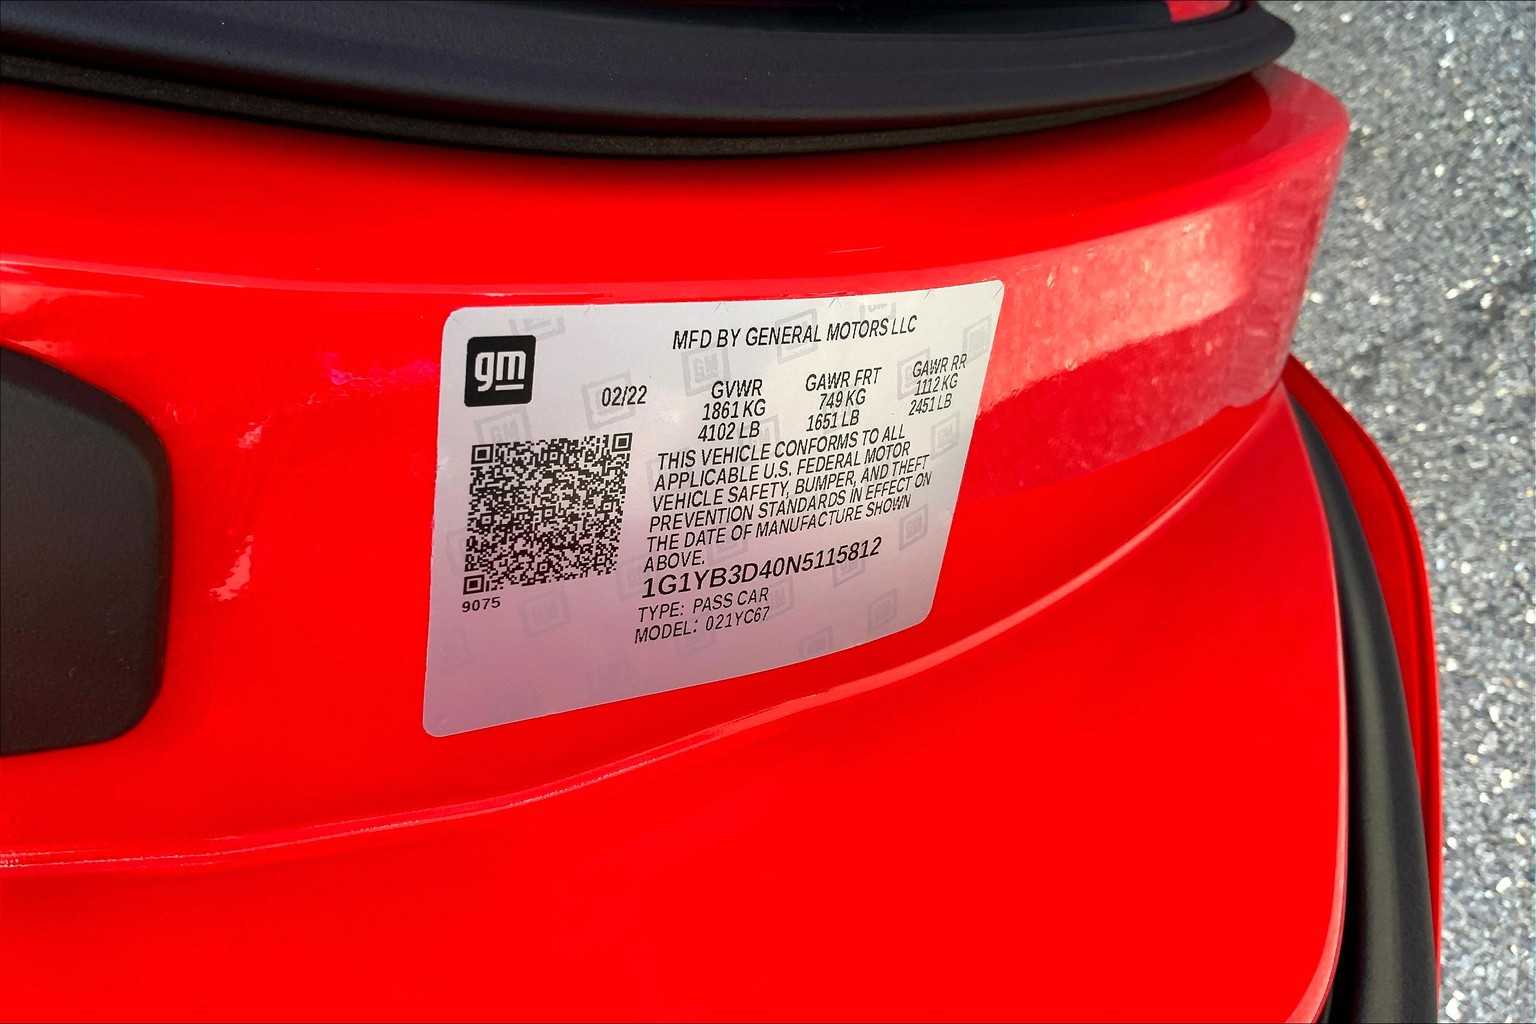 gm
MFD BY GENERAL MOTORS LLC
02/22
GVWR
1861 KG
4102 LB
GAWR FRT
749 KG
1651 LB
GAWR RR
1112 KG
2451 LB
THIS VEHICLE CONFORMS TO ALL
APPLICABLE U.S. FEDERAL MOTOR
VEHICLE SAFETY, BUMPER, AND THEFT
PREVENTION STANDARDS IN EFFECT ON
THE DATE OF MANUFACTURE SHOWN
ABOVE.
1G1YB3D40N5115812
TYPE: PASS CAR
MODEL: 021YC67
9075